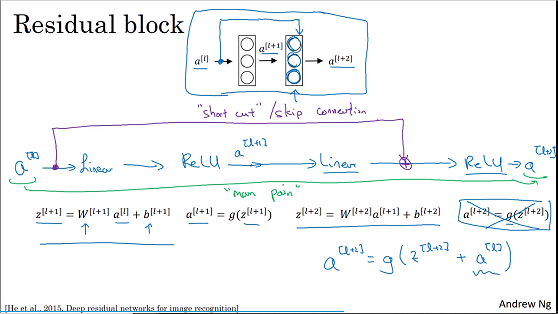 Residual block
a^[l] a^[l+1] a^[l+2]
"short cut" / skip connection
a^[l+1]
a^[l] Linear ReLU Linear ReLU a^[l+2]
"main path"
z^[l+1] = W^[l+1] a^[l] + b^[l+1] a^[l+1] = g(z^[l+1]) z^[l+2] = W^[l+2]a^[l+1] + b^[l+2] a^[l+2] = g(z^[l+2])
a^[l+2] = g(z^[l+2] + a^[l])
[He et al., 2015. Deep residual networks for image recognition]
Andrew Ng